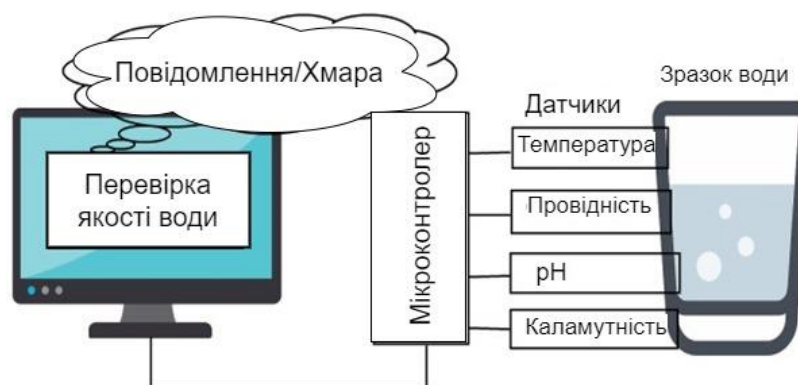 Повідомлення/Хмара
Зразок води
Датчики
Температура
Перевірка
якості води
Мікроконтролер
Провідність
pH
Каламутність